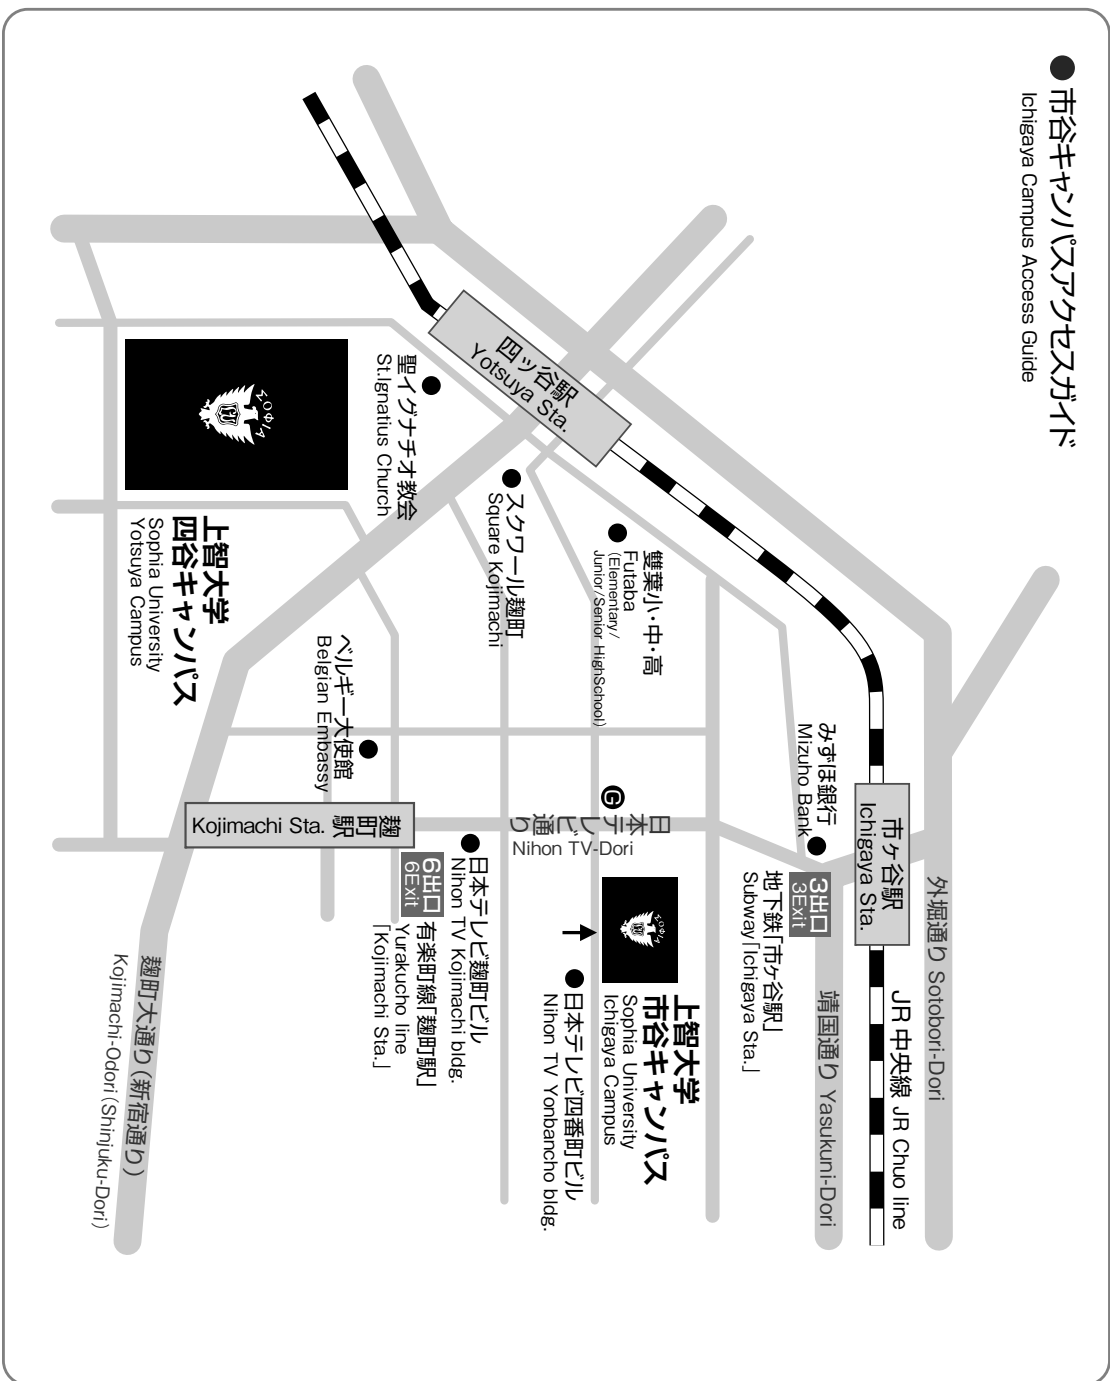 ●市谷キャンパスアクセスガイド
Ichigaya Campus Access Guide
外堀通り Sotobori-Dori
JR 中央線 JR Chuo line
靖国通り Yasukuni-Dori
市ヶ谷駅
Ichigaya Sta.
みずほ銀行
Mizuho Bank
3出口
3Exit
地下鉄「市ヶ谷駅」
Subway「Ichigaya Sta.」
四ッ谷駅
Yotsuya Sta.
雙葉小・中・高
Futaba
(Elementary/
Junior/Senior HighSchool)
スクワール麹町
Square Kojimachi
聖イグナチオ教会
St.Ignatius Church
ΣΟΦΙΑ
上智大学
四谷キャンパス
Sophia University
Yotsuya Campus
G
日本テレビ通り
Nihon TV-Dori
ΣΟΦΙΑ
上智大学
市谷キャンパス
Sophia University
Ichigaya Campus
日本テレビ四番町ビル
Nihon TV Yonbancho bldg.
日本テレビ麹町ビル
Nihon TV Kojimachi bldg.
6出口
6Exit
有楽町線「麹町駅」
Yurakucho line
「Kojimachi Sta.」
ベルギー大使館
Belgian Embassy
麹町駅
Kojimachi Sta.
麹町大通り（新宿通り）
Kojimachi-Odori（Shinjuku-Dori）